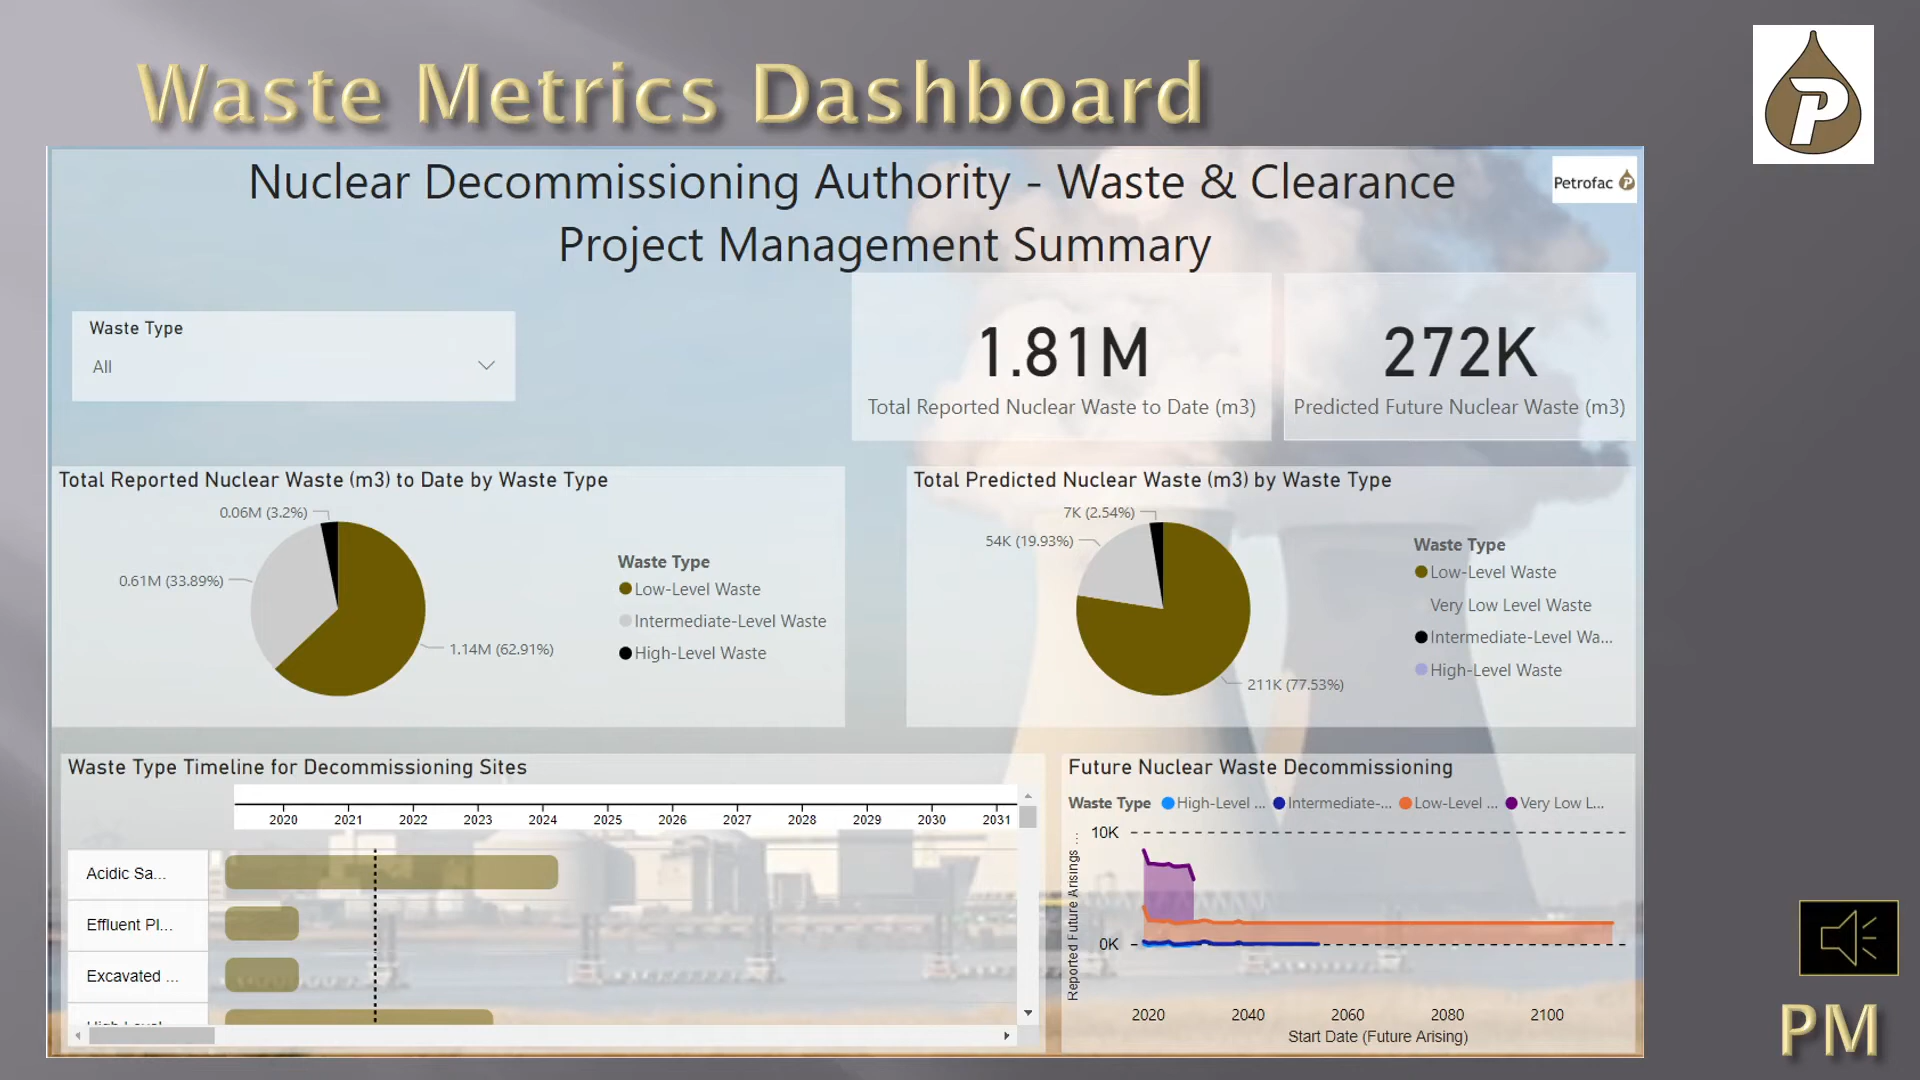 Waste Metrics Dashboard
P
Nuclear Decommissioning Authority - Waste & Clearance
Project Management Summary
Petrofac
Waste Type
All
1.81M
Total Reported Nuclear Waste to Date (m3)
272K
Predicted Future Nuclear Waste (m3)
Total Reported Nuclear Waste (m3) to Date by Waste Type
0.06M (3.2%)
0.61M (33.89%)
1.14M (62.91%)
Waste Type
Low-Level Waste
Intermediate-Level Waste
High-Level Waste
Total Predicted Nuclear Waste (m3) by Waste Type
7K (2.54%)
54K (19.93%)
211K (77.53%)
Waste Type
Low-Level Waste
Very Low Level Waste
Intermediate-Level Wa...
High-Level Waste
Waste Type Timeline for Decommissioning Sites
2020 2021 2022 2023 2024 2025 2026 2027 2028 2029 2030 2031
Acidic Sa...
Effluent Pl...
Excavated ...
Future Nuclear Waste Decommissioning
Waste Type High-Level ... Intermediate-... Low-Level ... Very Low L...
Reported Future Arisings ...
10K
0K
2020 2040 2060 2080 2100
Start Date (Future Arising)
PM